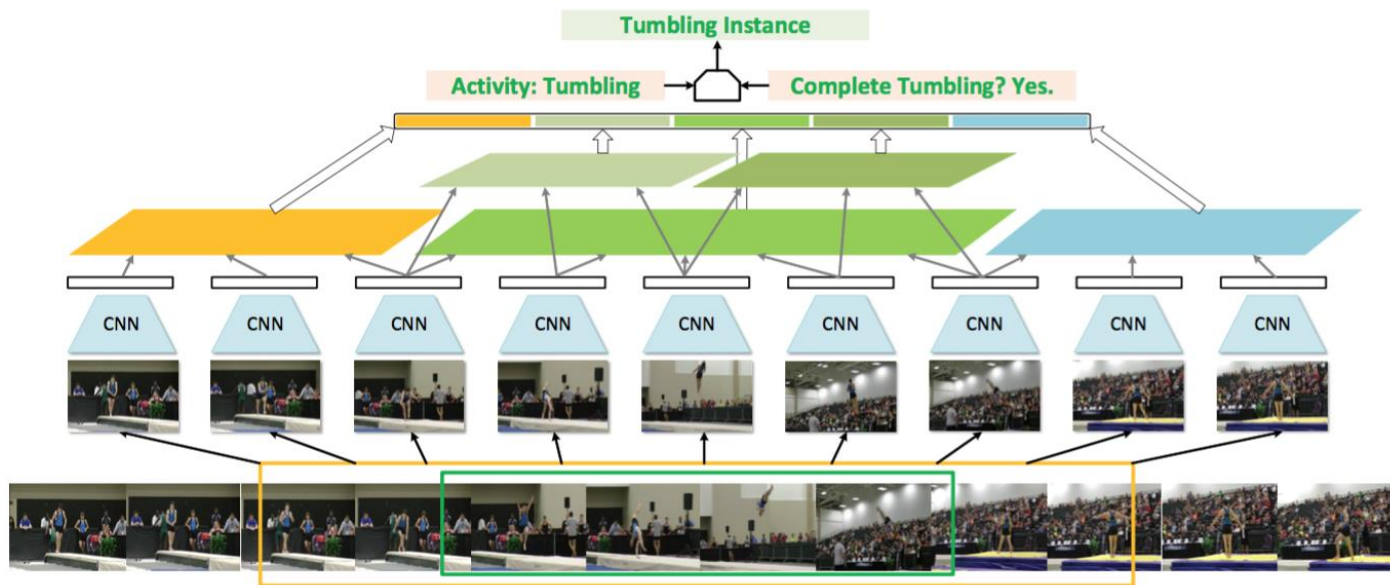 Tumbling Instance
Activity: Tumbling
Complete Tumbling? Yes.
CNN
CNN
CNN
CNN
CNN
CNN
CNN
CNN
CNN